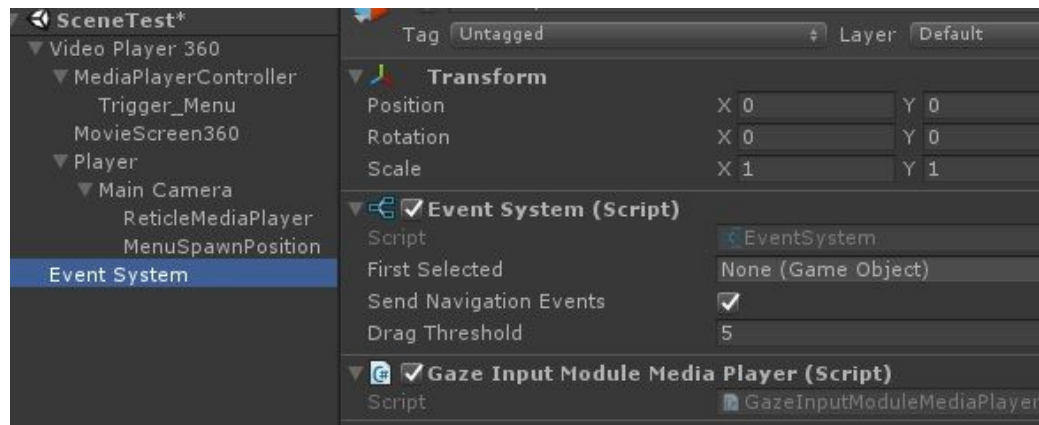 SceneTest*
Video Player 360
MediaPlayerController
Trigger_Menu
MovieScreen360
Player
Main Camera
ReticleMediaPlayer
MenuSpawnPosition
Event System
Tag Untagged Layer Default
Transform
Position X 0 Y 0
Rotation X 0 Y 0
Scale X 1 Y 1
Event System (Script)
Script EventSystem
First Selected None (Game Object)
Send Navigation Events
Drag Threshold 5
Gaze Input Module Media Player (Script)
Script GazeInputModuleMediaPlayer